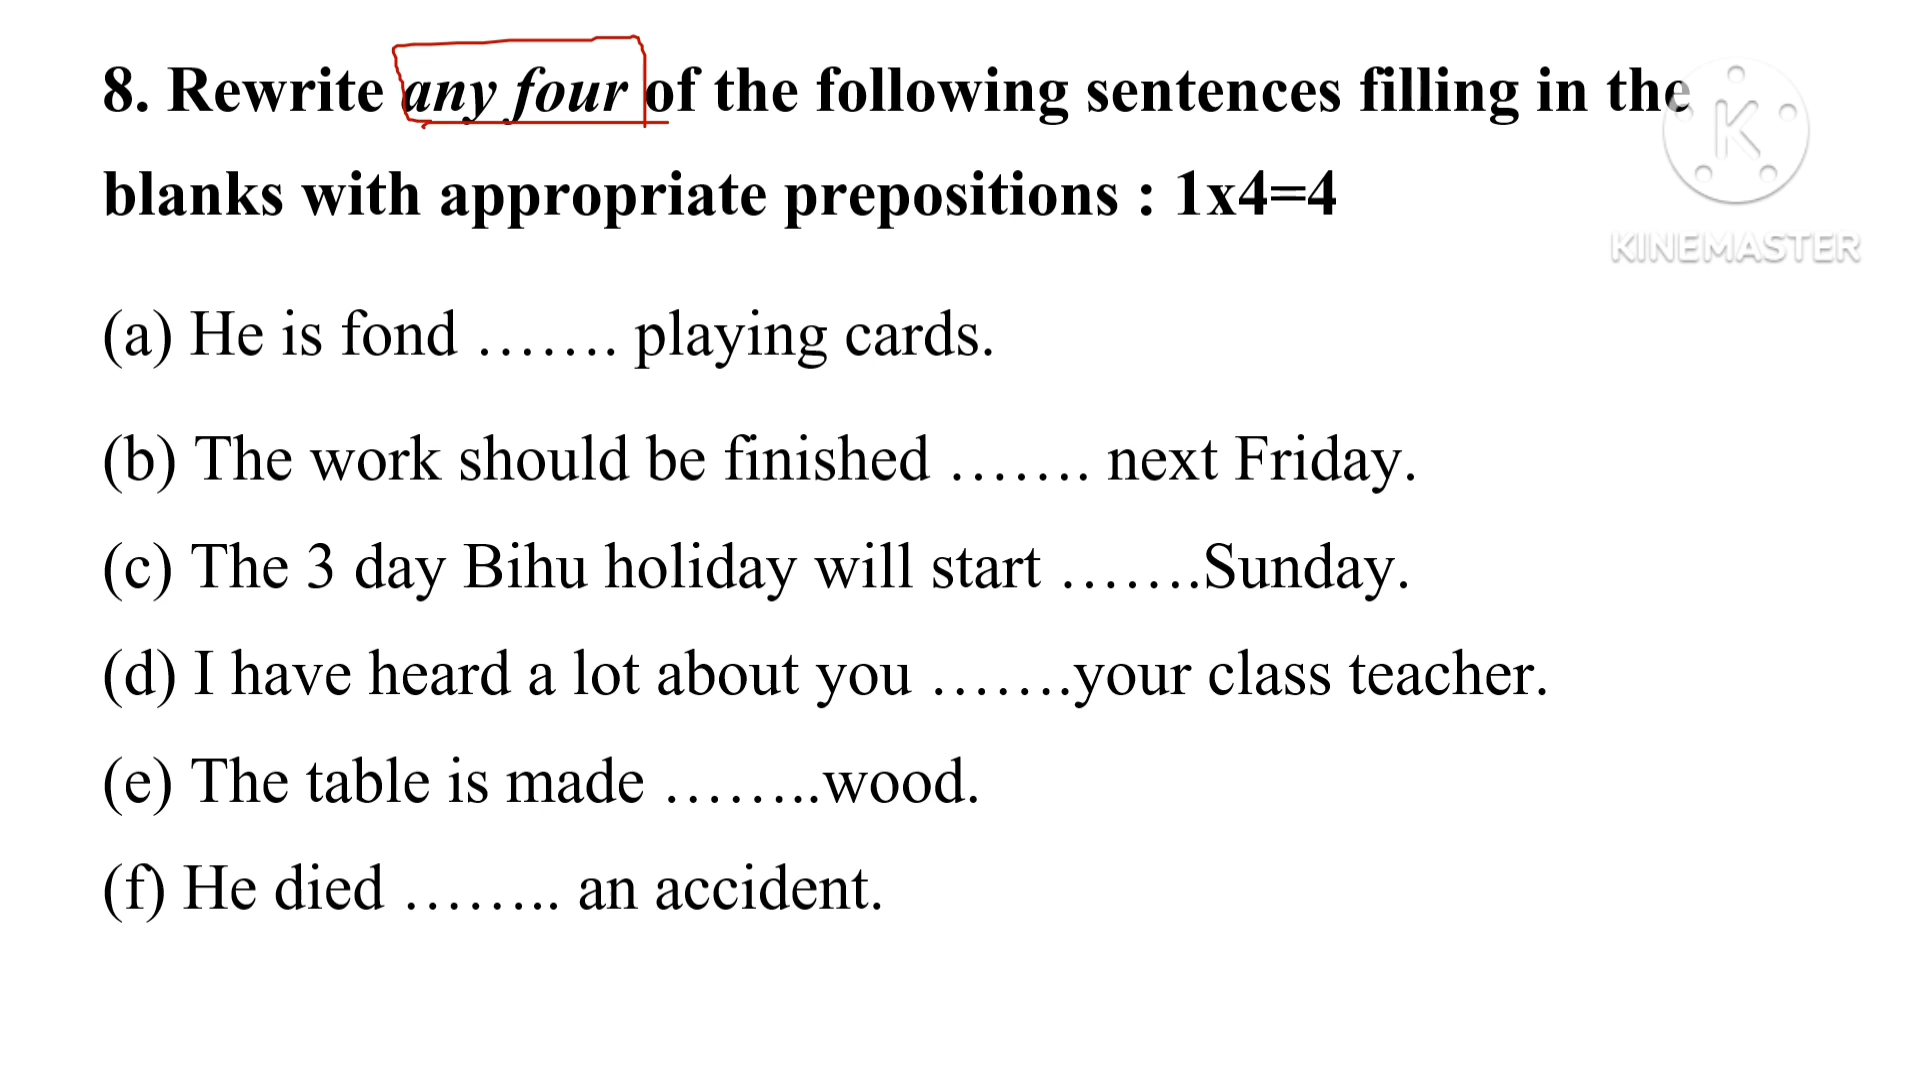 8. Rewrite any four of the following sentences filling in the
blanks with appropriate prepositions : 1x4=4
K
KINEMASTER
(a) He is fond ……. playing cards.
(b) The work should be finished ……. next Friday.
(c) The 3 day Bihu holiday will start …….Sunday.
(d) I have heard a lot about you …….your class teacher.
(e) The table is made ……..wood.
(f) He died …….. an accident.